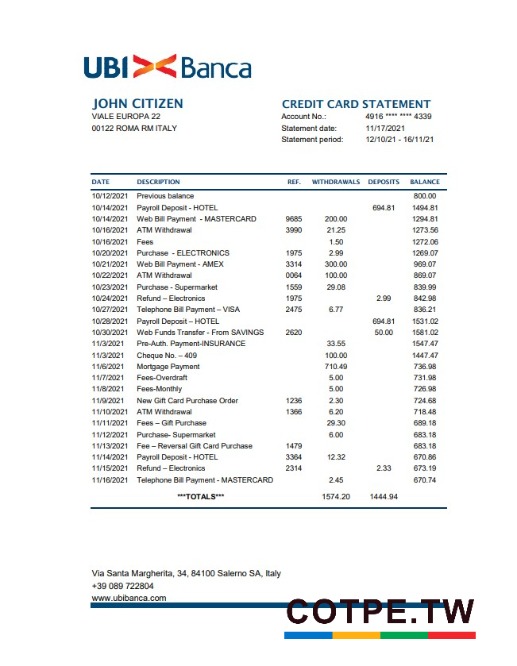 UBI Banca
JOHN CITIZEN
VIALE EUROPA 22
00122 ROMA RM ITALY
CREDIT CARD STATEMENT
Account No.: 4916 **** **** 4339
Statement date: 11/17/2021
Statement period: 12/10/21 - 16/11/21
DATE DESCRIPTION REF. WITHDRAWALS DEPOSITS BALANCE
10/12/2021 Previous balance 800.00
10/14/2021 Payroll Deposit - HOTEL 694.81 1494.81
10/14/2021 Web Bill Payment - MASTERCARD 9685 200.00 1294.81
10/16/2021 ATM Withdrawal 3990 21.25 1273.56
10/16/2021 Fees 1.50 1272.06
10/20/2021 Purchase - ELECTRONICS 1975 2.99 1269.07
10/21/2021 Web Bill Payment - AMEX 3314 300.00 969.07
10/22/2021 ATM Withdrawal 0064 100.00 869.07
10/23/2021 Purchase - Supermarket 1559 29.08 839.99
10/24/2021 Refund – Electronics 1975 2.99 842.98
10/27/2021 Telephone Bill Payment – VISA 2475 6.77 836.21
10/28/2021 Payroll Deposit – HOTEL 694.81 1531.02
10/30/2021 Web Funds Transfer - From SAVINGS 2620 50.00 1581.02
11/3/2021 Pre-Auth. Payment-INSURANCE 33.55 1547.47
11/3/2021 Cheque No. – 409 100.00 1447.47
11/6/2021 Mortgage Payment 710.49 736.98
11/7/2021 Fees-Overdraft 5.00 731.98
11/8/2021 Fees-Monthly 5.00 726.98
11/9/2021 New Gift Card Purchase Order 1236 2.30 724.68
11/10/2021 ATM Withdrawal 1366 6.20 718.48
11/11/2021 Fees – Gift Purchase 29.30 689.18
11/12/2021 Purchase- Supermarket 6.00 683.18
11/13/2021 Fee – Reversal Gift Card Purchase 1479 683.18
11/14/2021 Payroll Deposit - HOTEL 3364 12.32 670.86
11/15/2021 Refund – Electronics 2314 2.33 673.19
11/16/2021 Telephone Bill Payment - MASTERCARD 2.45 670.74
***TOTALS*** 1574.20 1444.94
Via Santa Margherita, 34, 84100 Salerno SA, Italy
+39 089 722804
www.ubibanca.com
COTPE.TW